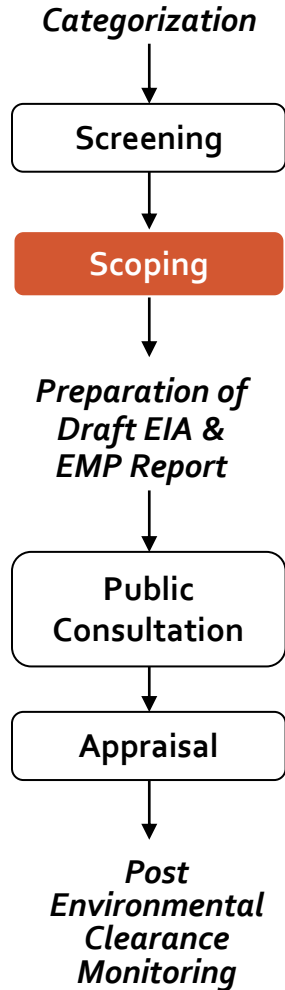 Categorization
Screening
Scoping
Preparation of
Draft EIA &
EMP Report
Public
Consultation
Appraisal
Post
Environmental
Clearance
Monitoring